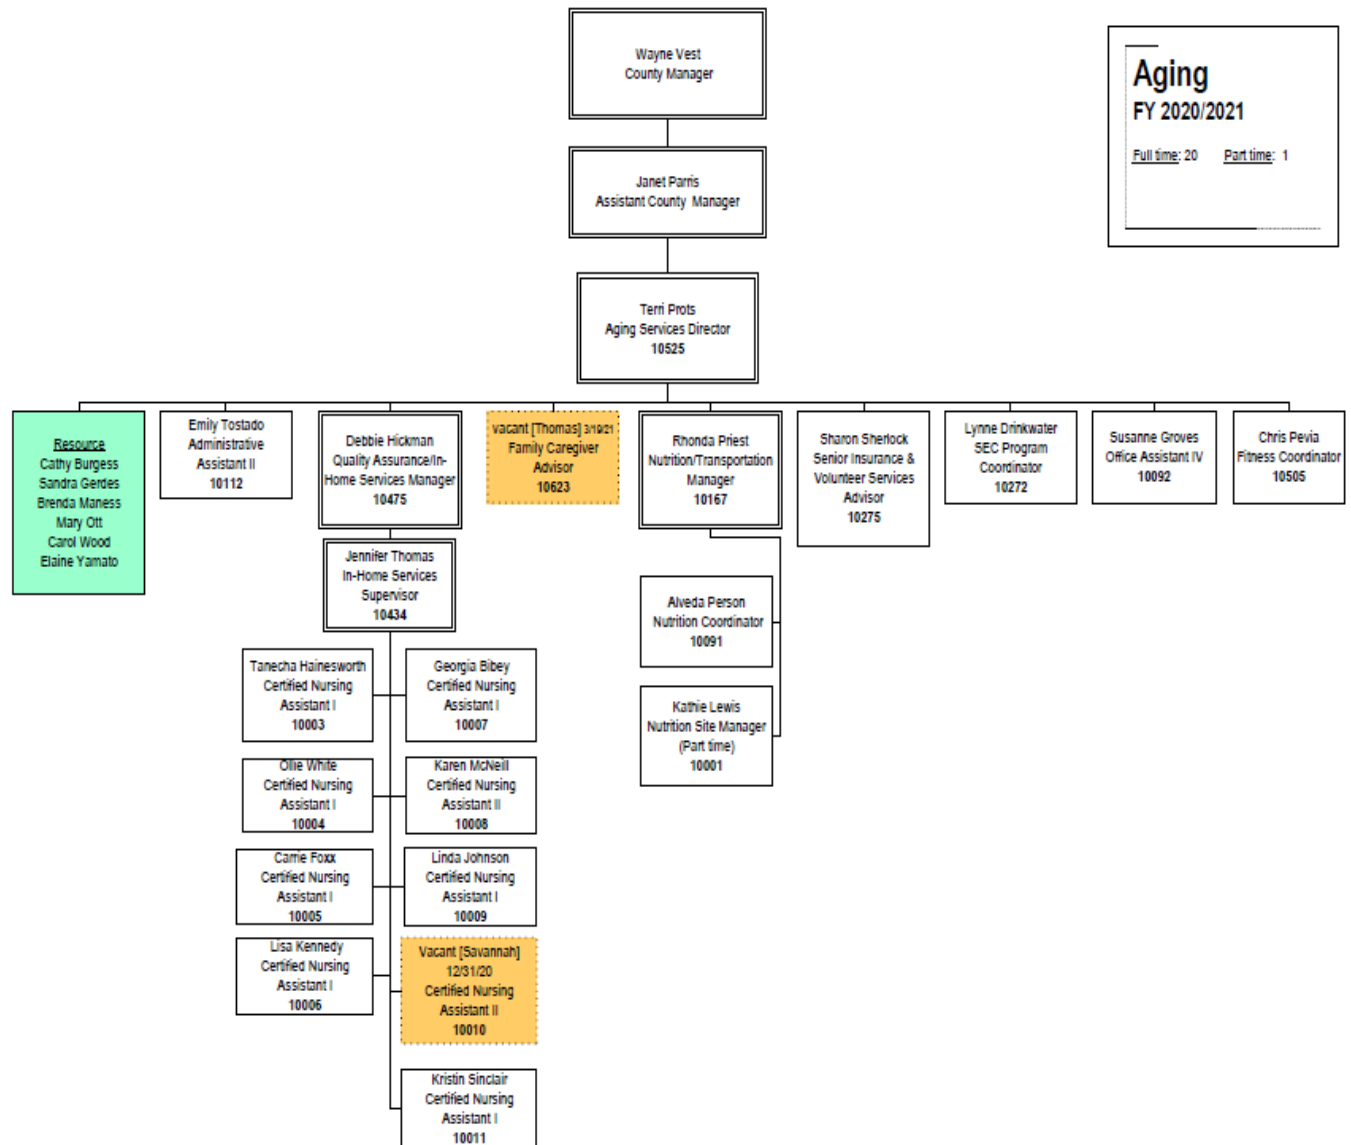 Wayne Vest
County Manager
Aging
FY 2020/2021
Full time: 20 Part time: 1
Janet Parris
Assistant County Manager
Terri Prots
Aging Services Director
10525
Resource
Cathy Burgess
Sandra Gerdes
Brenda Maness
Mary Ott
Carol Wood
Elaine Yamato
Emily Tostado
Administrative
Assistant II
10112
Debbie Hickman
Quality Assurance/In-
Home Services Manager
10475
Vacant [Thomas] 3/19/21
Family Caregiver
Advisor
10623
Rhonda Priest
Nutrition/Transportation
Manager
10167
Sharon Sherlock
Senior Insurance &
Volunteer Services
Advisor
10275
Lynne Drinkwater
SEC Program
Coordinator
10272
Susanne Groves
Office Assistant IV
10092
Chris Pevia
Fitness Coordinator
10505
Jennifer Thomas
In-Home Services
Supervisor
10434
Alveda Person
Nutrition Coordinator
10091
Kathie Lewis
Nutrition Site Manager
(Part time)
10001
Tanecha Hainesworth
Certified Nursing
Assistant I
10003
Georgia Bibey
Certified Nursing
Assistant I
10007
Ollie White
Certified Nursing
Assistant I
10004
Karen McNeill
Certified Nursing
Assistant II
10008
Carrie Foxx
Certified Nursing
Assistant I
10005
Linda Johnson
Certified Nursing
Assistant I
10009
Lisa Kennedy
Certified Nursing
Assistant I
10006
Vacant [Savannah]
12/31/20
Certified Nursing
Assistant II
10010
Kristin Sinclair
Certified Nursing
Assistant I
10011